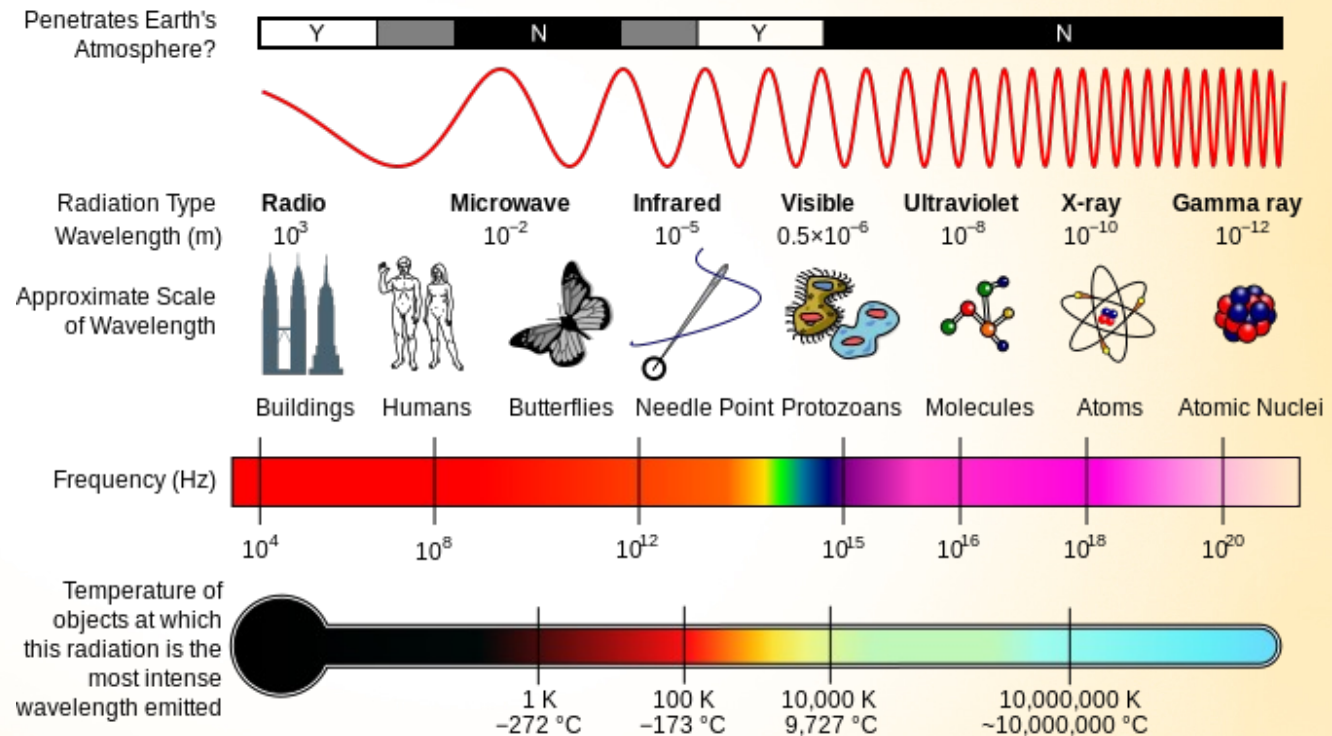 Penetrates Earth's
Atmosphere?
Y N Y N
Radiation Type
Radio Microwave Infrared Visible Ultraviolet X-ray Gamma ray
Wavelength (m)
10³ 10⁻² 10⁻⁵ 0.5×10⁻⁶ 10⁻⁸ 10⁻¹⁰ 10⁻¹²
Approximate Scale
of Wavelength
Buildings Humans Butterflies Needle Point Protozoans Molecules Atoms Atomic Nuclei
Frequency (Hz)
10⁴ 10⁸ 10¹² 10¹⁵ 10¹⁶ 10¹⁸ 10²⁰
Temperature of
objects at which
this radiation is the
most intense
wavelength emitted
1 K 100 K 10,000 K 10,000,000 K
−272 °C −173 °C 9,727 °C ~10,000,000 °C